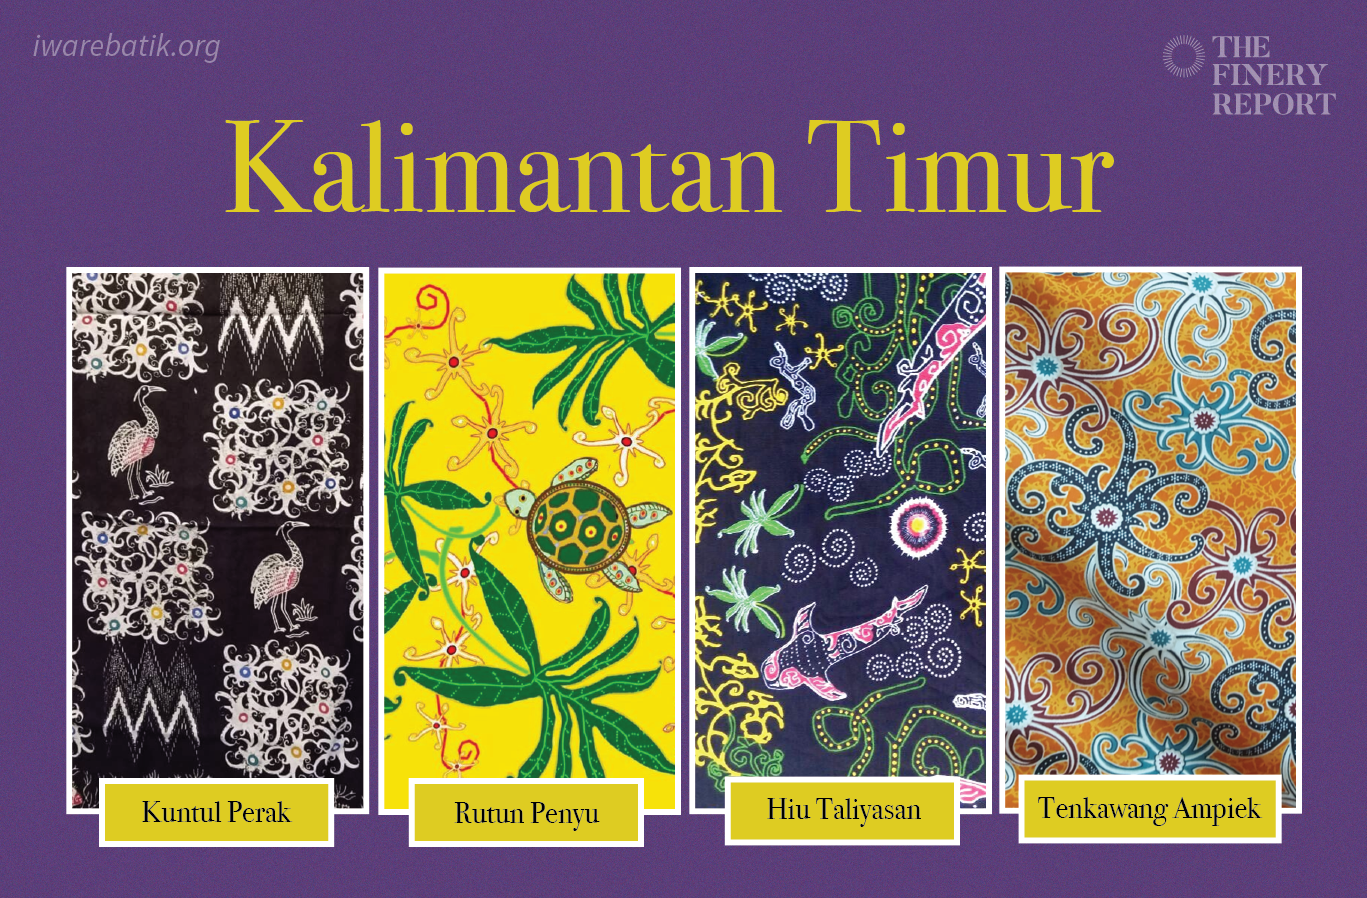 iwarebatik.org
THE
FINERY
REPORT
Kalimantan Timur
Kuntul Perak
Rutun Penyu
Hiu Taliyasan
Tenkawang Ampiek